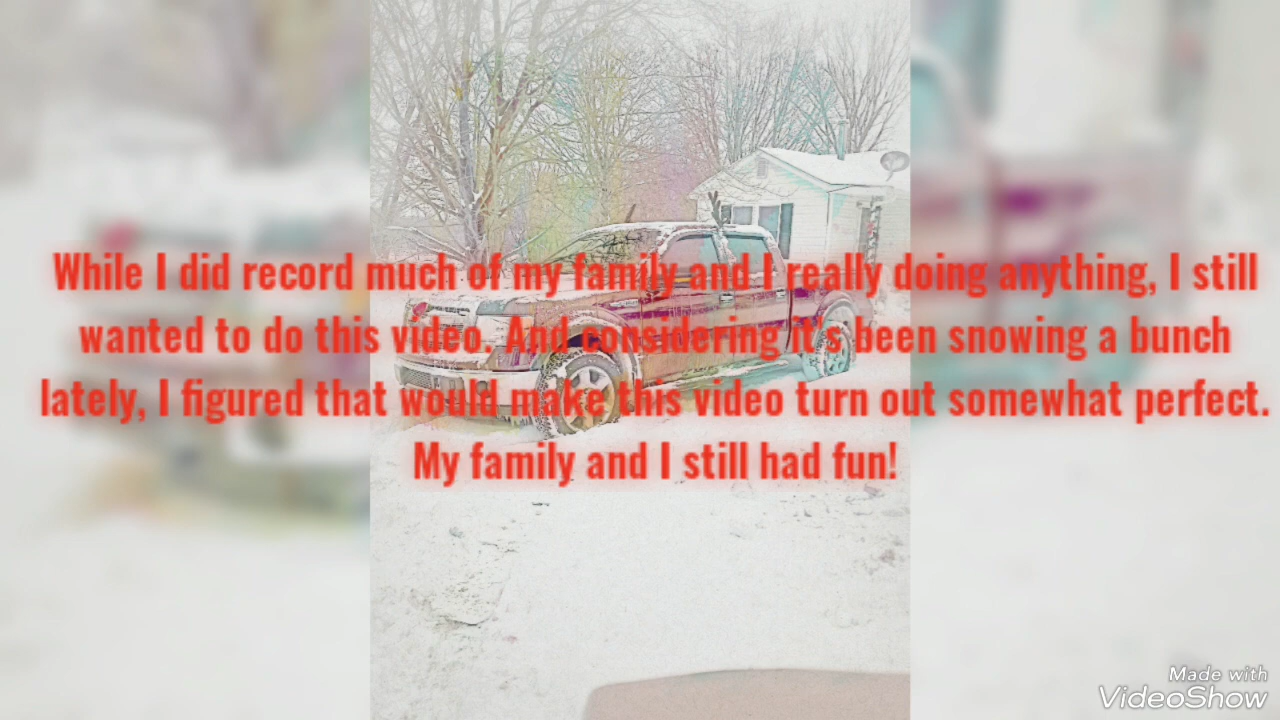 While I did record much of my family and I really doing anything, I still
wanted to do this video. And considering it's been snowing a bunch
lately, I figured that would make this video turn out somewhat perfect.
My family and I still had fun!
Made with
VideoShow